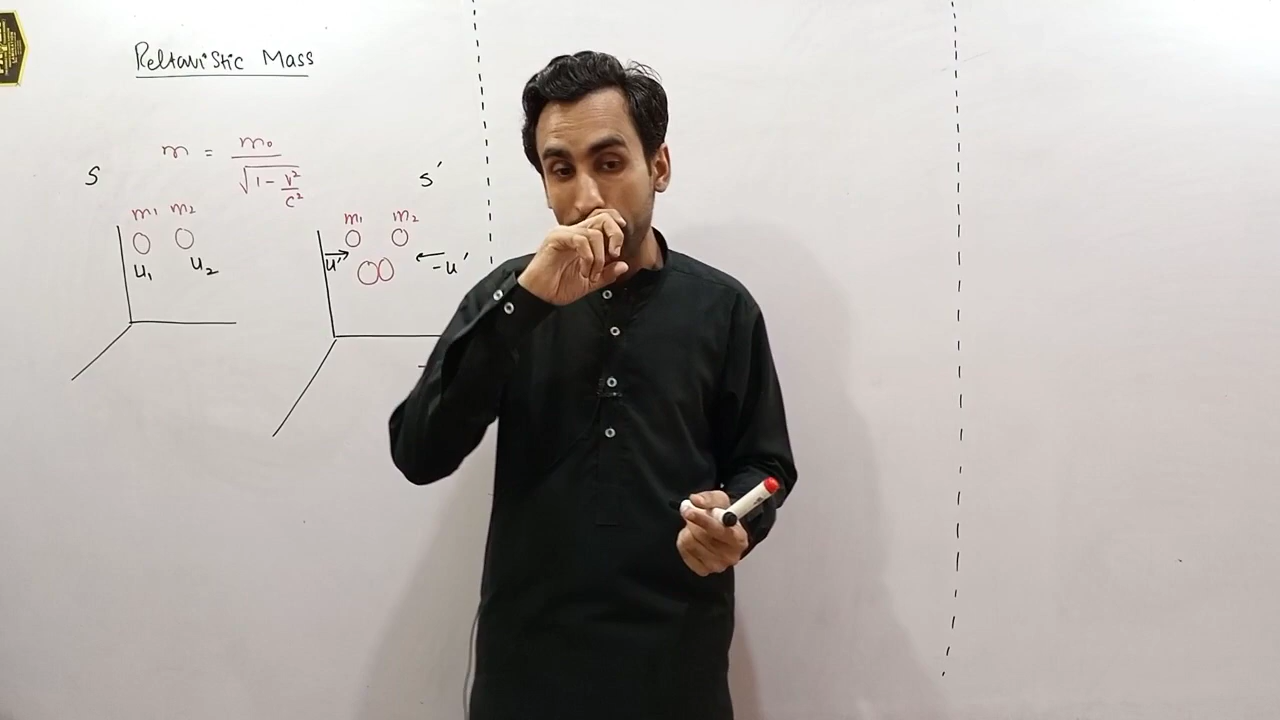 Reltavistic Mass
m = m₀ / √(1 - v²/c²)
S
S'
m₁ m₂
u₁ u₂
m₁ m₂
u' -u'